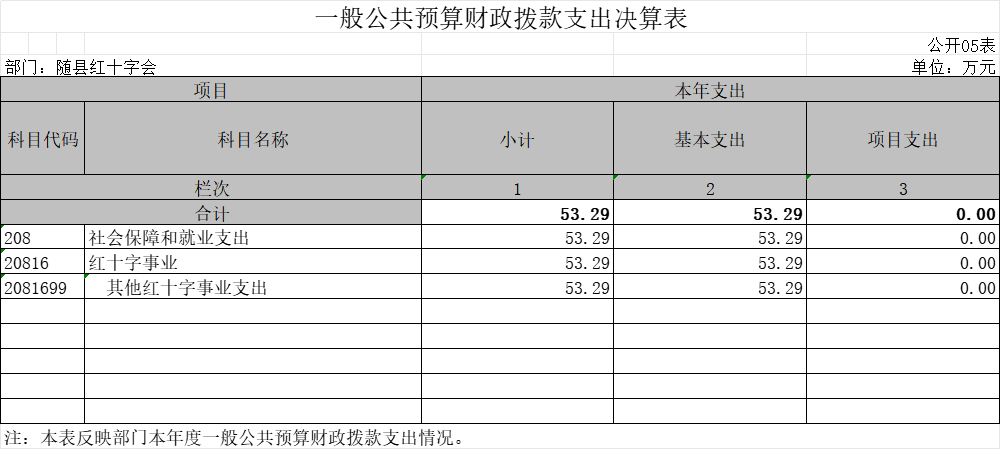 一般公共预算财政拨款支出决算表
公开05表
部门：随县红十字会 单位：万元
项目 本年支出
科目代码 科目名称 小计 基本支出 项目支出
栏次 1 2 3
合计 53.29 53.29 0.00
208 社会保障和就业支出 53.29 53.29 0.00
20816 红十字事业 53.29 53.29 0.00
2081699 其他红十字事业支出 53.29 53.29 0.00
注：本表反映部门本年度一般公共预算财政拨款支出情况。